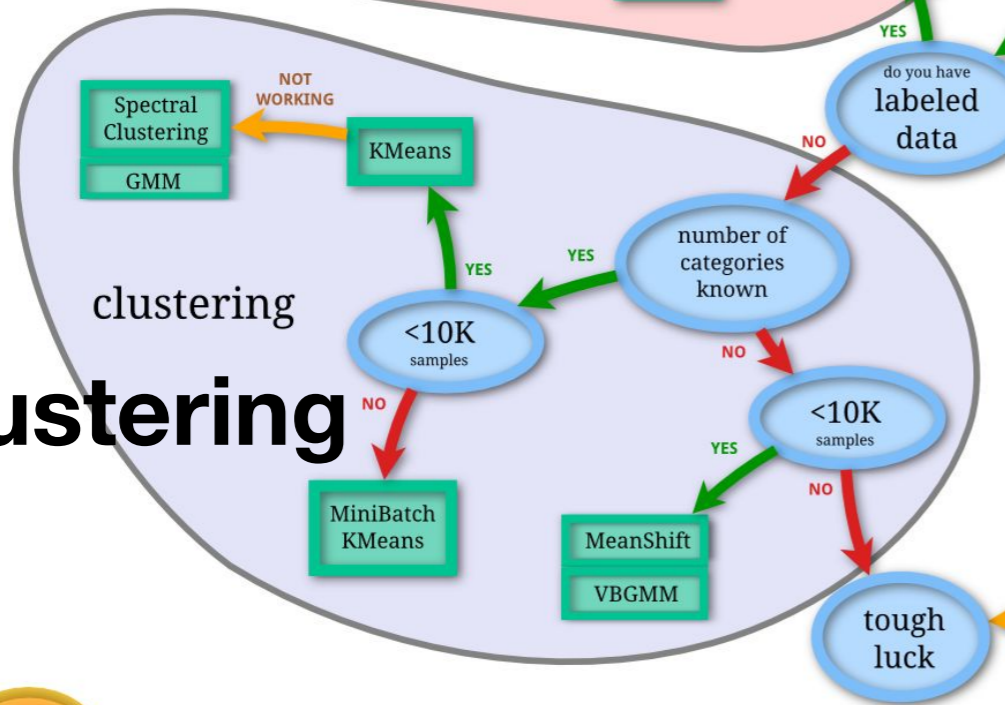 YES
do you have
labeled
data
NO
NOT
WORKING
Spectral
Clustering
GMM
KMeans
number of
categories
known
YES
YES
clustering
<10K
samples
NO
NO
ustering
<10K
samples
YES
NO
MiniBatch
KMeans
MeanShift
VBGMM
tough
luck